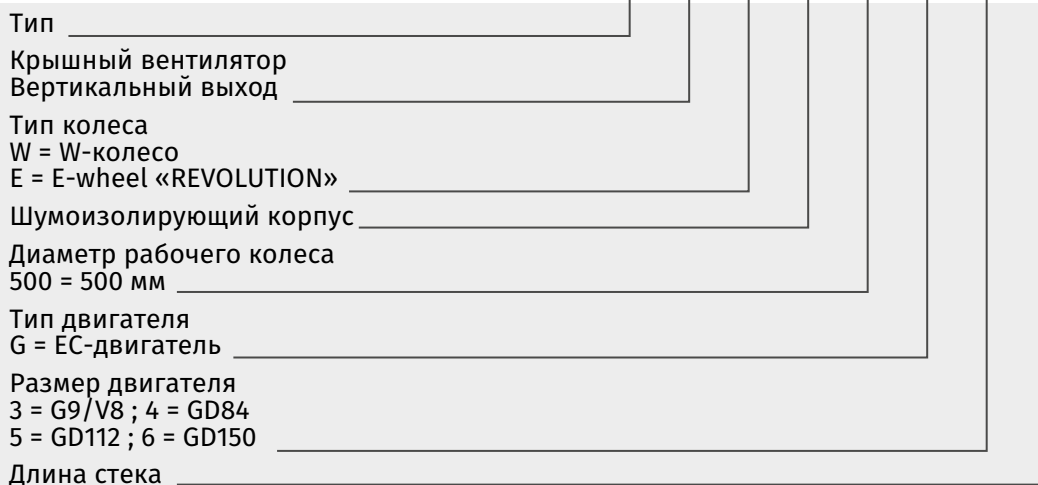 Тип
Крышный вентилятор
Вертикальный выход
Тип колеса
W = W-колесо
E = E-wheel «REVOLUTION»
Шумоизолирующий корпус
Диаметр рабочего колеса
500 = 500 мм
Тип двигателя
G = EC-двигатель
Размер двигателя
3 = G9/V8 ; 4 = GD84
5 = GD112 ; 6 = GD150
Длина стека